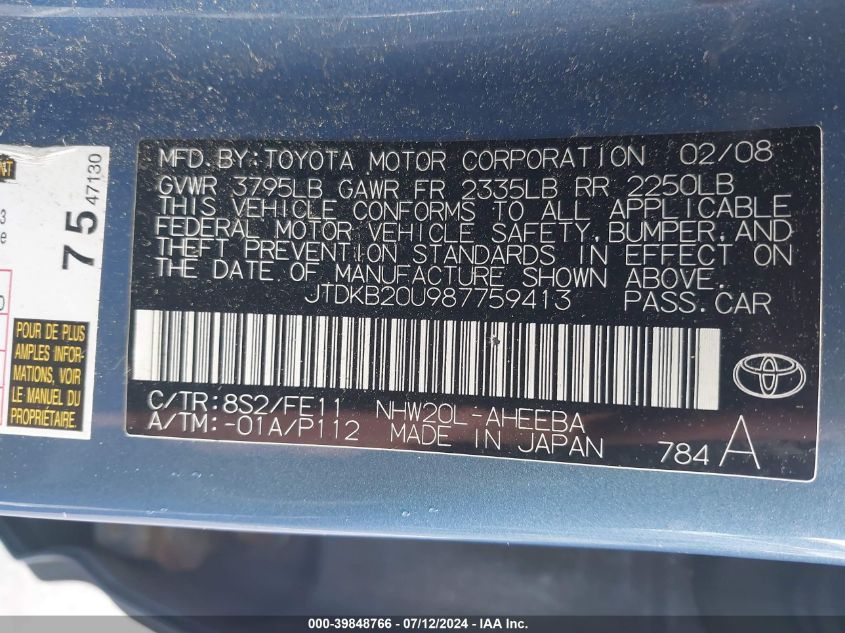 MFD.BY:TOYOTA MOTOR CORPORATION 02/08
GVWR 3795LB GAWR FR 2335LB RR 2250LB
THIS VEHICLE CONFORMS TO ALL APPLICABLE
FEDERAL MOTOR VEHICLE SAFETY,BUMPER,AND
THEFT PREVENTION STANDARDS IN EFFECT ON
THE DATE OF MANUFACTURE SHOWN ABOVE.
JTDKB20U987759413 PASS.CAR
C/TR:8S2/FE11 NHW20L-AHEEBA
A/TM:-01A/P112 MADE IN JAPAN
784 A
75 47130
POUR DE PLUS
AMPLES INFOR-
MATIONS, VOIR
LE MANUEL DU
PROPRIÉTAIRE
000-39848766 - 07/12/2024 - © IAA, Inc.